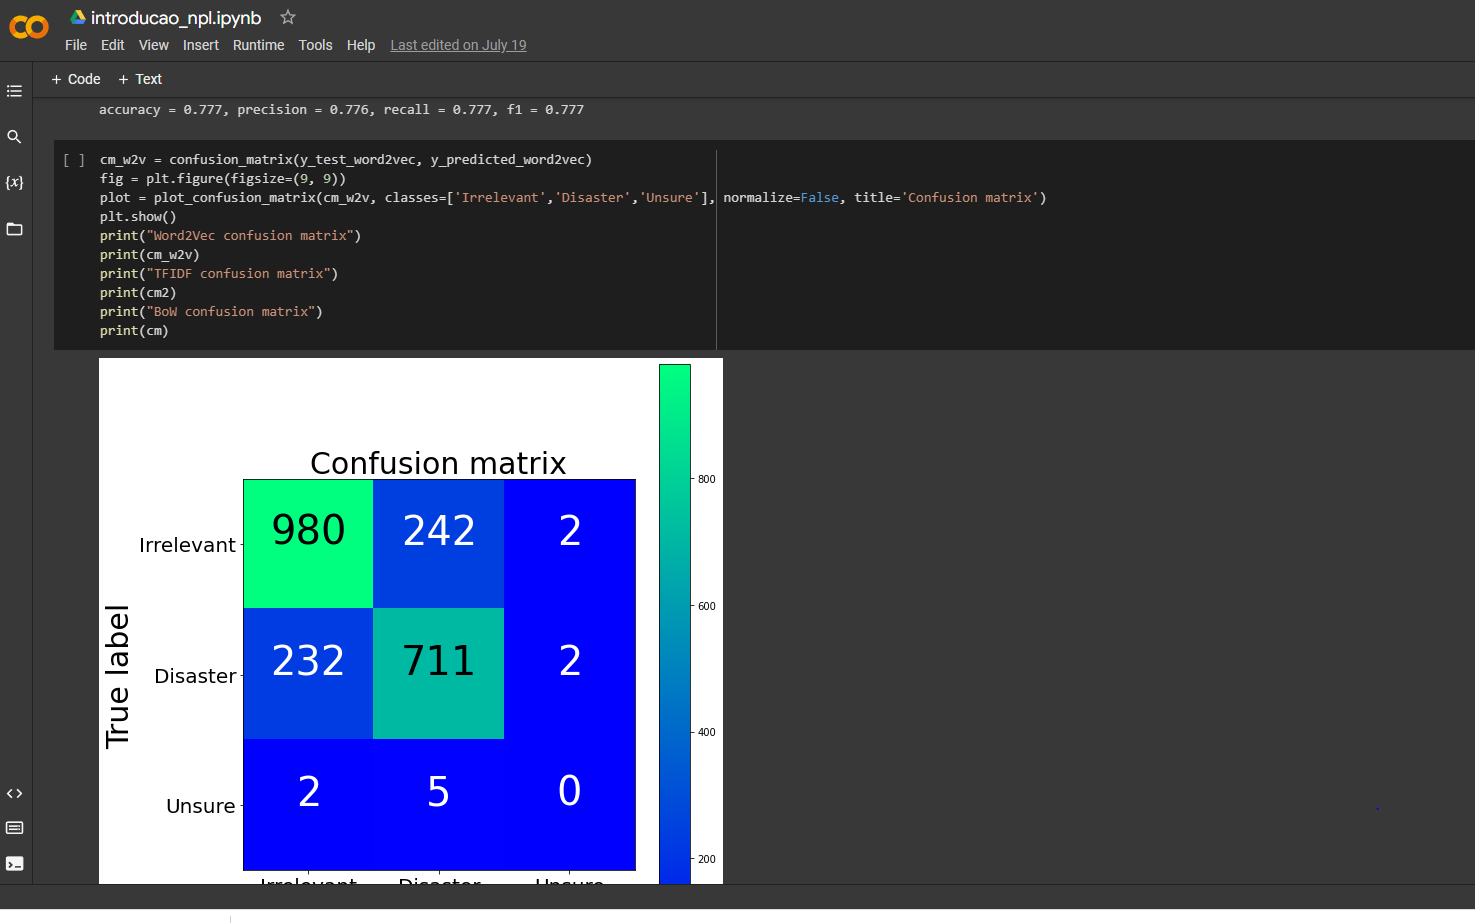 introducao_npl.ipynb
File Edit View Insert Runtime Tools Help Last edited on July 19
+ Code + Text
accuracy = 0.777, precision = 0.776, recall = 0.777, f1 = 0.777
[ ] cm_w2v = confusion_matrix(y_test_word2vec, y_predicted_word2vec)
fig = plt.figure(figsize=(9, 9))
plot = plot_confusion_matrix(cm_w2v, classes=['Irrelevant','Disaster','Unsure'], normalize=False, title='Confusion matrix')
plt.show()
print("Word2Vec confusion matrix")
print(cm_w2v)
print("TFIDF confusion matrix")
print(cm2)
print("BoW confusion matrix")
print(cm)
Confusion matrix
800
980 242 2
Irrelevant
600
True label
232 711 2
Disaster
400
2 5 0
Unsure
200
Irrelevant Disaster Unsure